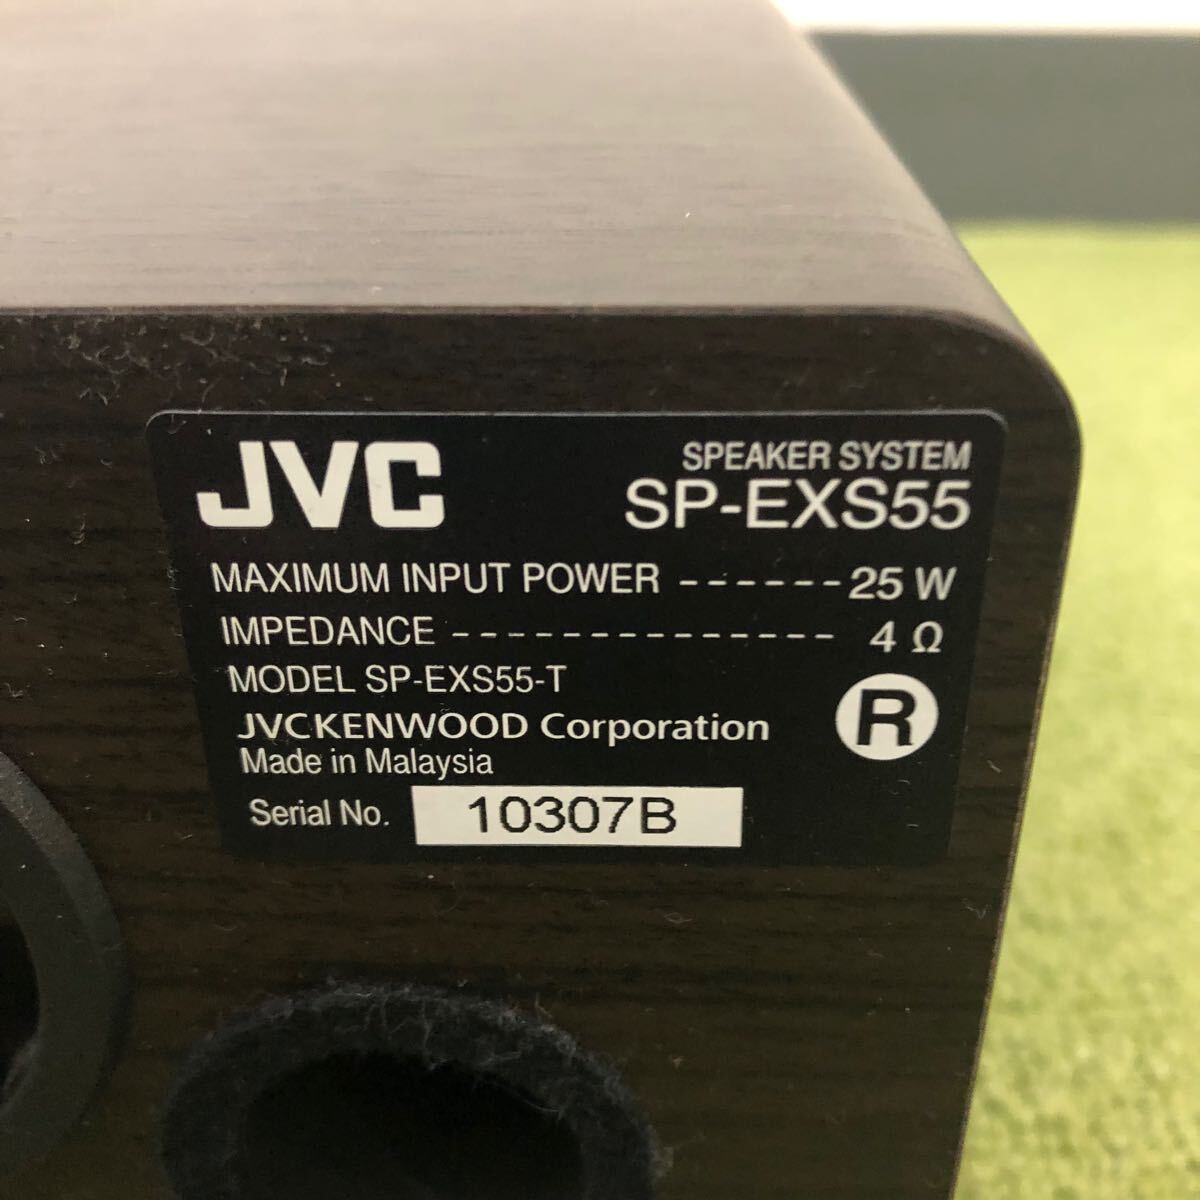 JVC
SPEAKER SYSTEM
SP-EXS55
MAXIMUM INPUT POWER ------ 25 W
IMPEDANCE --------------- 4 Ω
MODEL SP-EXS55-T
R
JVCKENWOOD Corporation
Made in Malaysia
Serial No. 10307B